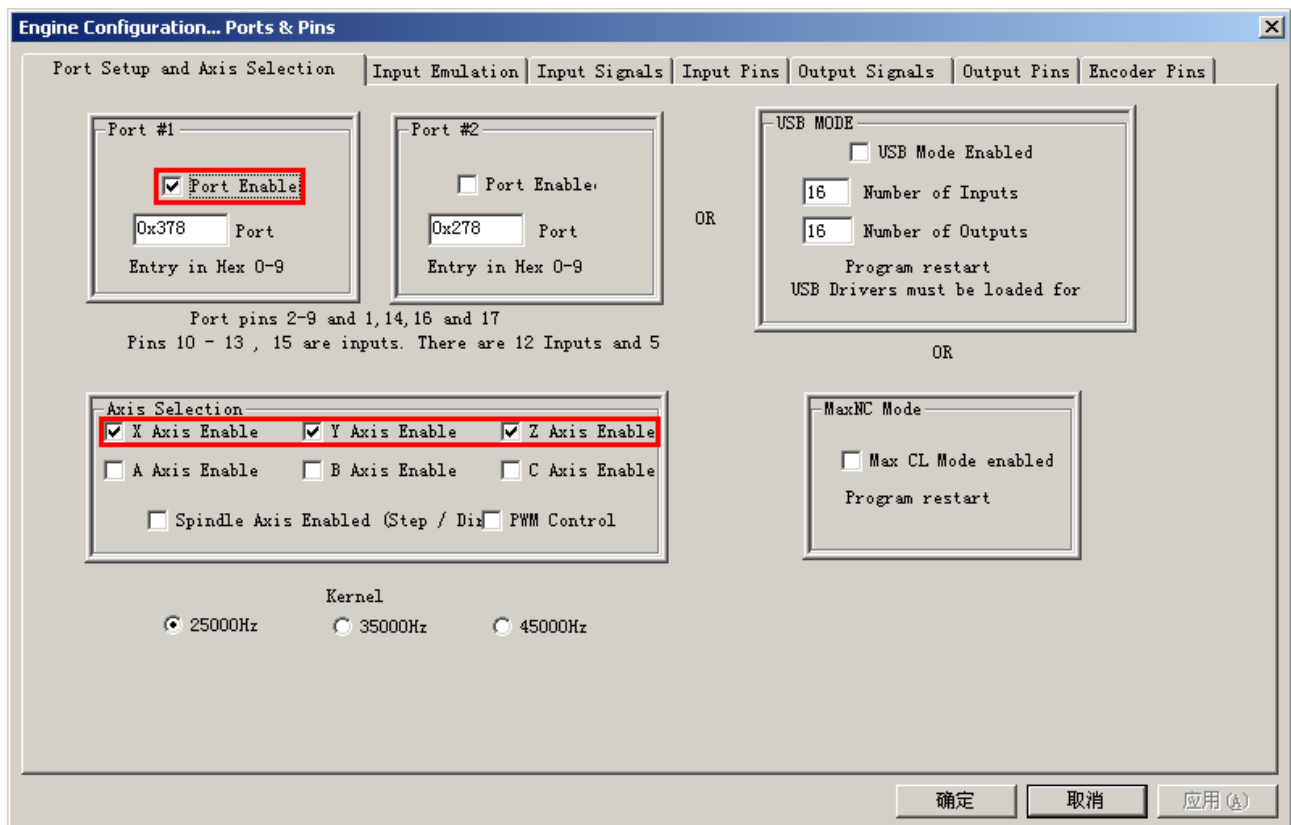 Engine Configuration... Ports & Pins
Port Setup and Axis Selection
Input Emulation
Input Signals
Input Pins
Output Signals
Output Pins
Encoder Pins
Port #1
Port Enable
0x378 Port
Entry in Hex 0-9
Port #2
Port Enable
0x278 Port
Entry in Hex 0-9
Port pins 2-9 and 1,14,16 and 17
Pins 10 - 13 , 15 are inputs. There are 12 Inputs and 5
OR
USB MODE
USB Mode Enabled
16 Number of Inputs
16 Number of Outputs
Program restart
USB Drivers must be loaded for
OR
Axis Selection
X Axis Enable Y Axis Enable Z Axis Enable
A Axis Enable B Axis Enable C Axis Enable
Spindle Axis Enabled (Step / Dir PWM Control
MaxNC Mode
Max CL Mode enabled
Program restart
Kernel
25000Hz 35000Hz 45000Hz
确定 取消 应用(A)